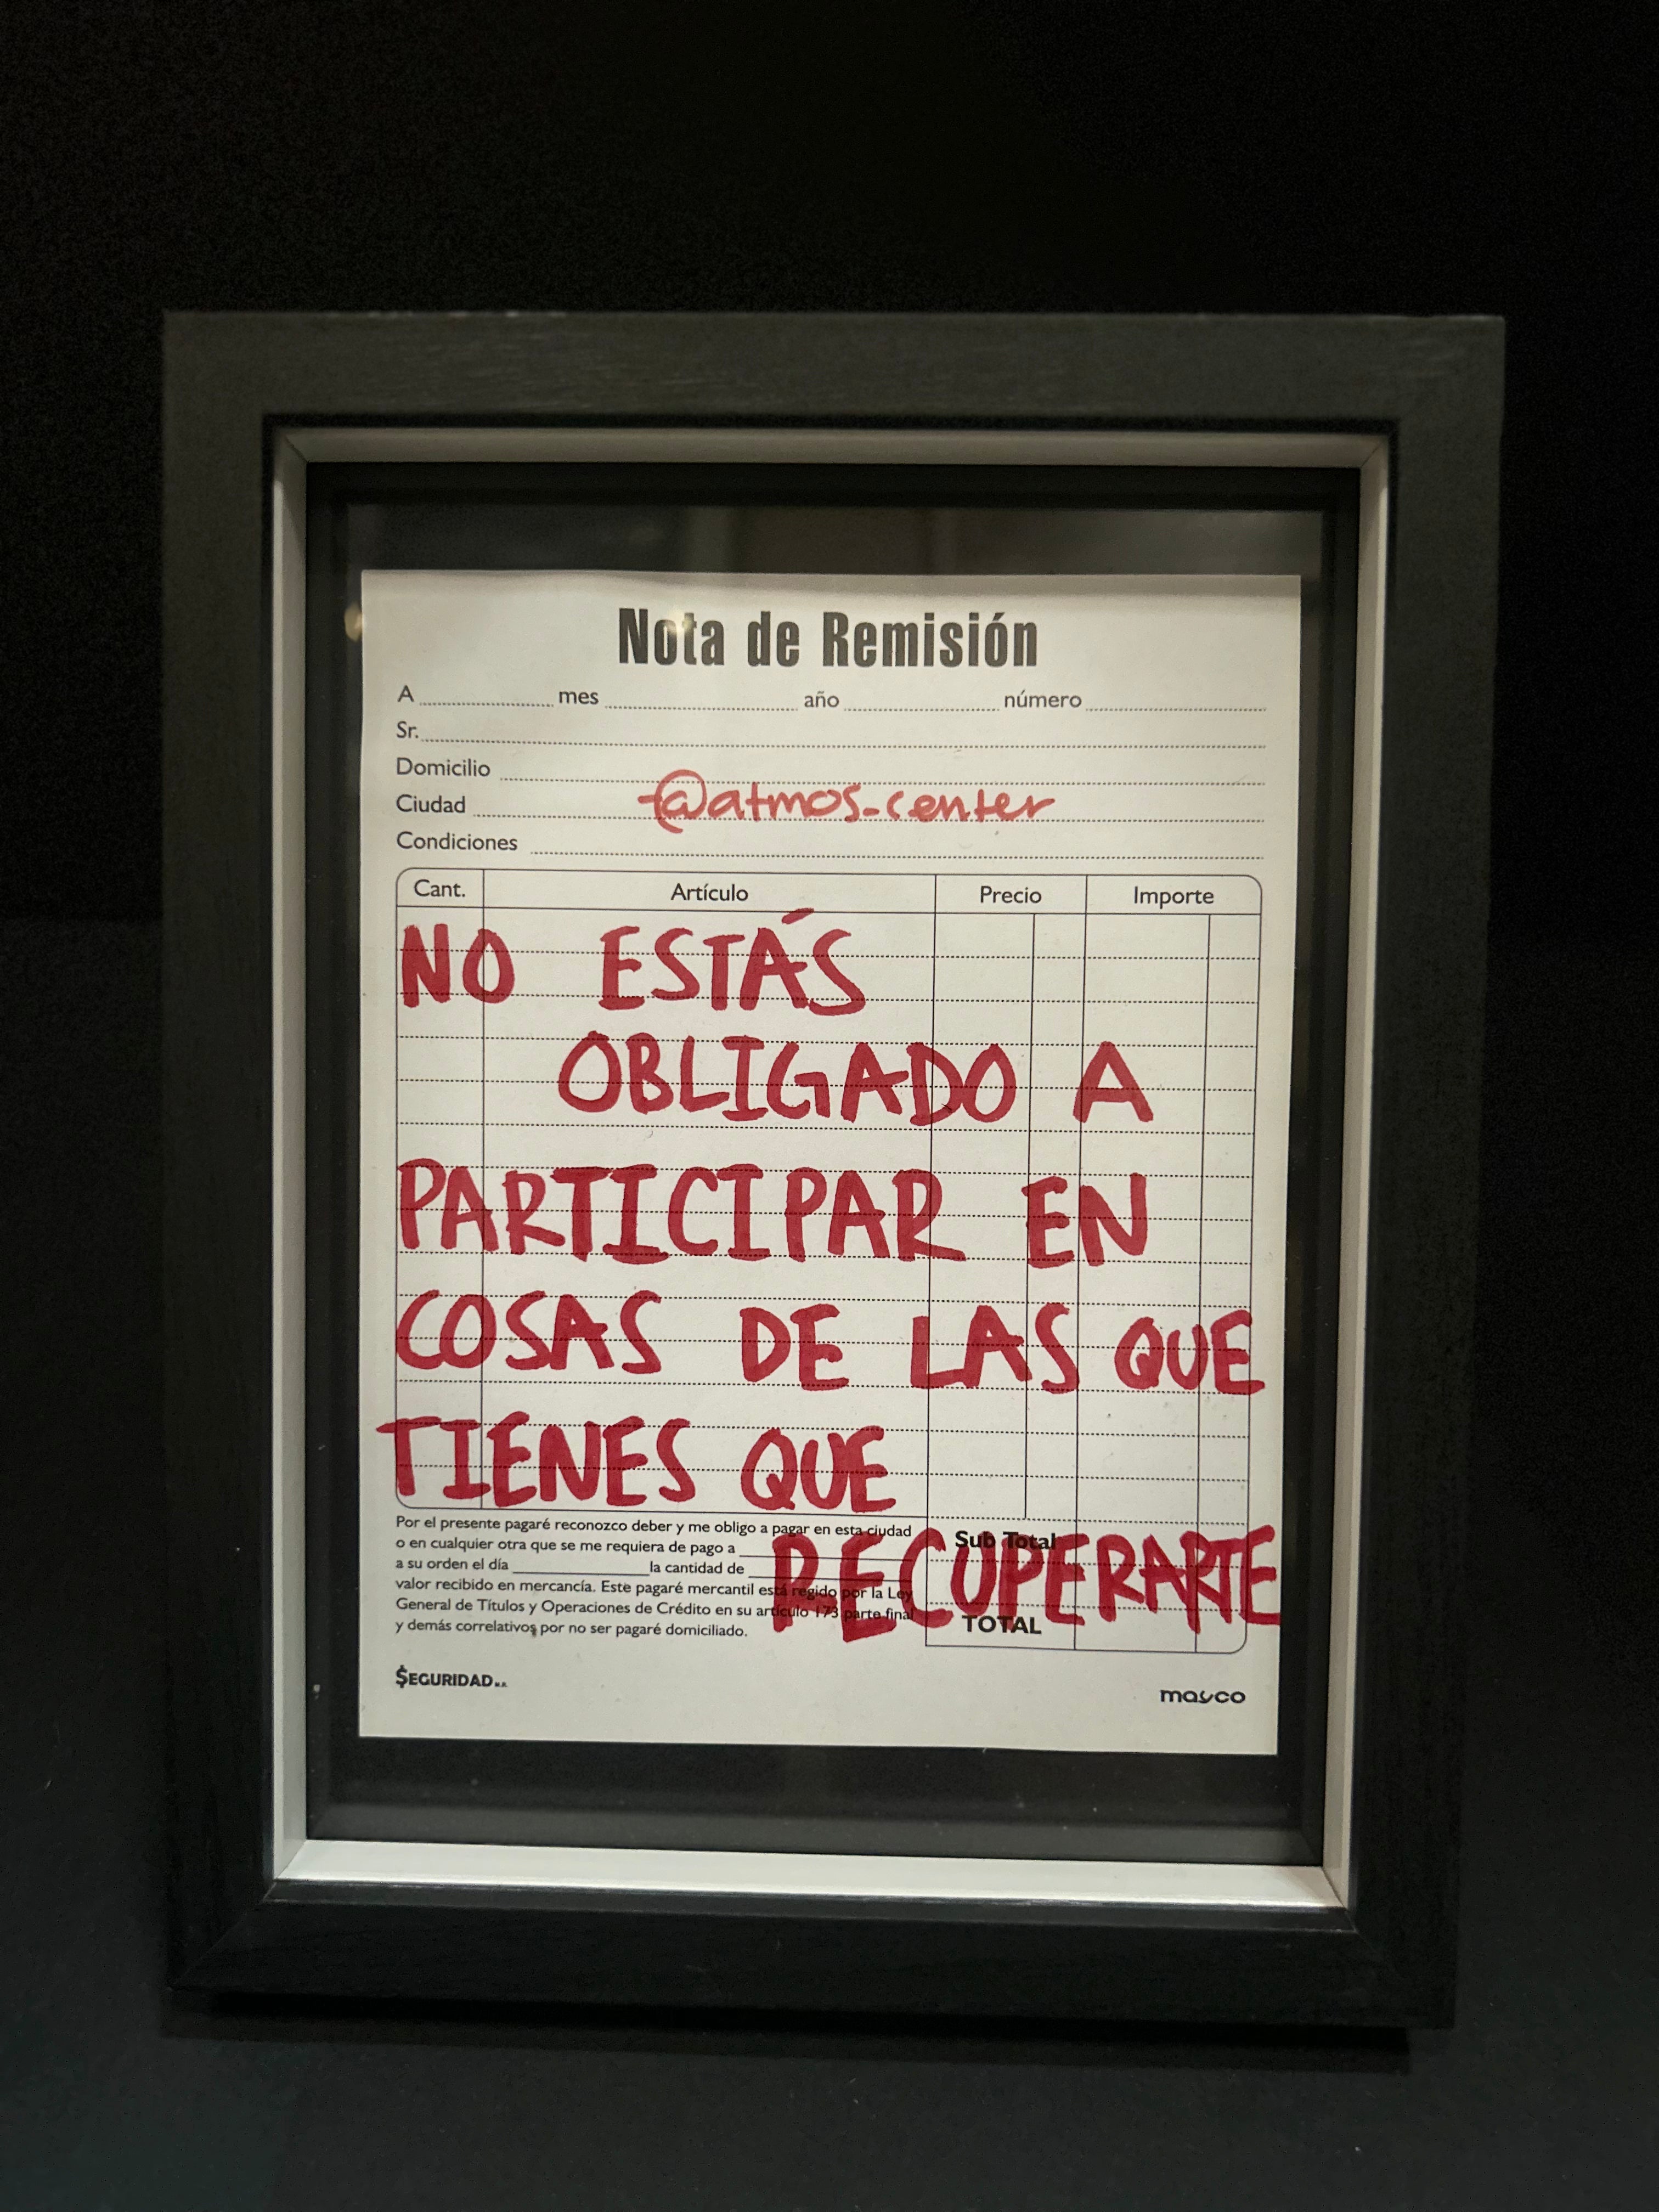 Nota de Remisión
A mes año número
Sr.
Domicilio
Ciudad @atmos_center
Condiciones
Cant. Artículo Precio Importe
NO ESTÁS
OBLIGADO A
PARTICIPAR EN
COSAS DE LAS QUE
TIENES QUE
RECUPERARTE
Por el presente pagaré reconozco deber y me obligo a pagar en esta ciudad
o en cualquier otra que se me requiera de pago a
a su orden el día la cantidad de
valor recibido en mercancía. Este pagaré mercantil está regido por la Ley
General de Títulos y Operaciones de Crédito en su artículo 173 parte final
y demás correlativos por no ser pagaré domiciliado.
Sub Total
TOTAL
$EGURIDAD M.R.
mayco